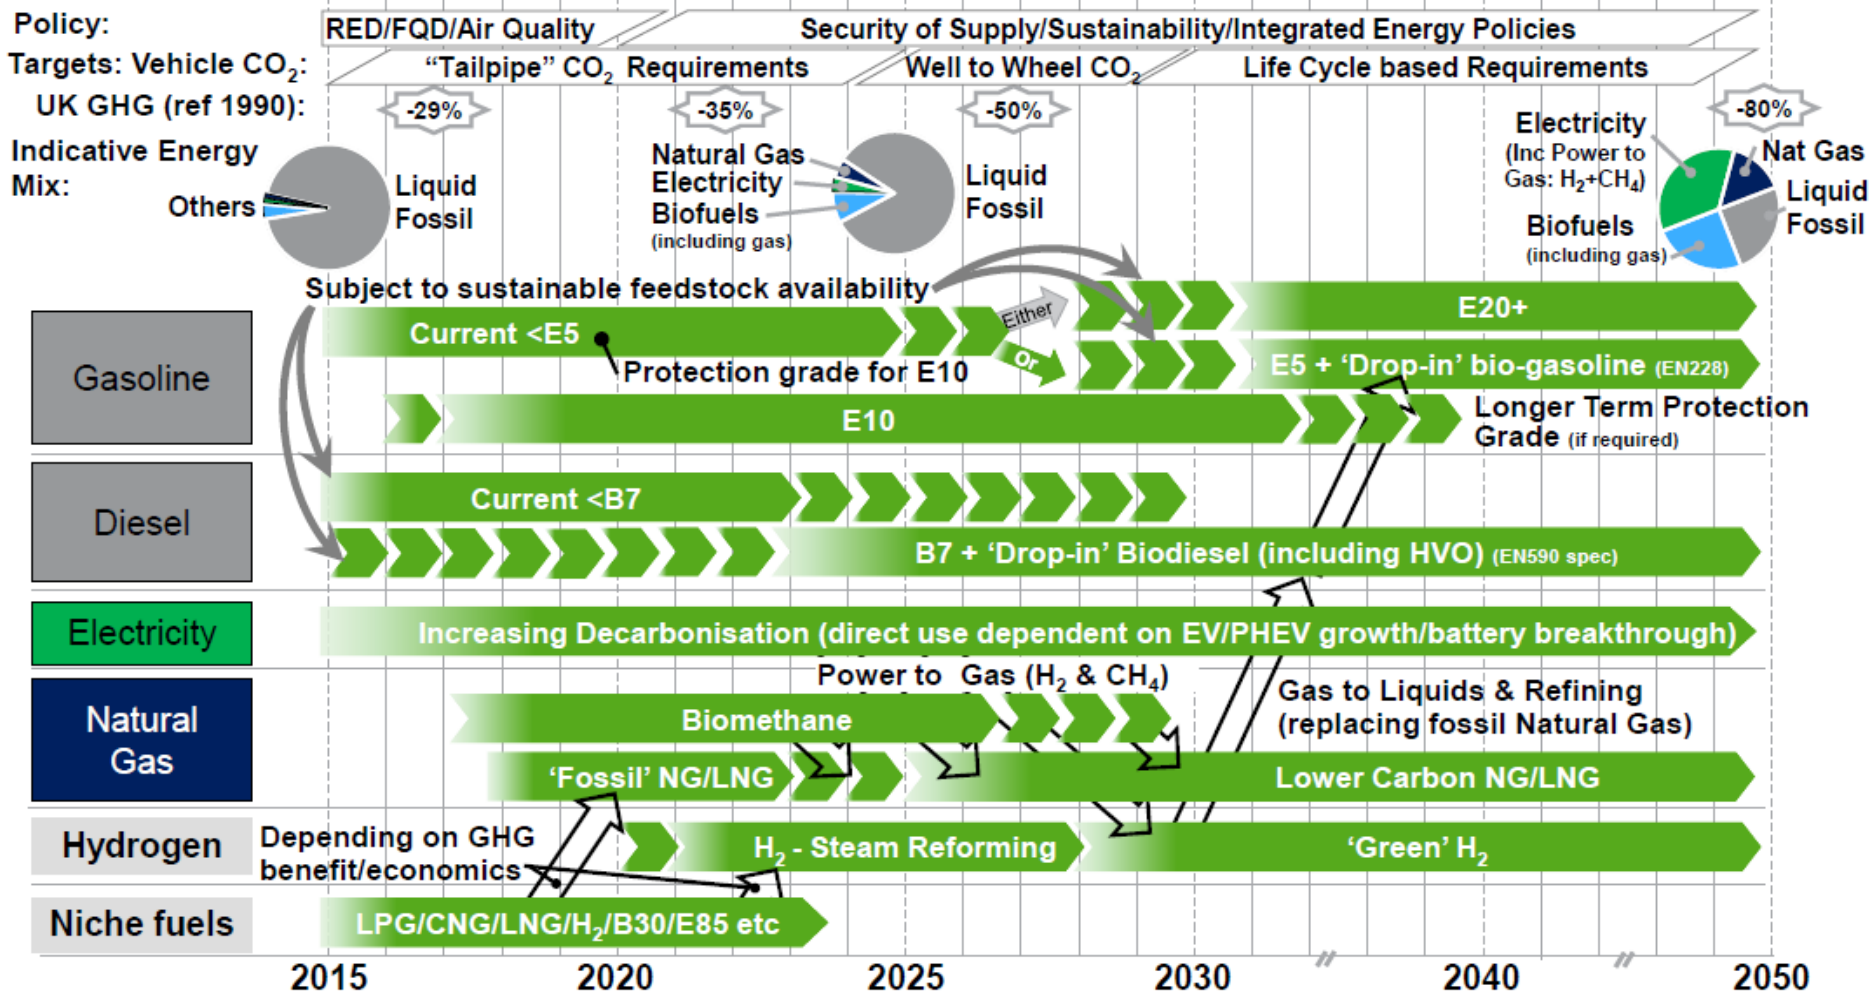 Policy:
RED/FQD/Air Quality
Security of Supply/Sustainability/Integrated Energy Policies
Targets: Vehicle CO₂:
“Tailpipe” CO₂ Requirements
Well to Wheel CO₂
Life Cycle based Requirements
UK GHG (ref 1990):
-29%
-35%
-50%
-80%
Indicative Energy
Mix:
Others
Liquid
Fossil
Natural Gas
Electricity
Biofuels
(including gas)
Liquid
Fossil
Electricity
(Inc Power to
Gas: H₂+CH₄)
Biofuels
(including gas)
Nat Gas
Liquid
Fossil
Subject to sustainable feedstock availability
Gasoline
Current <E5
Protection grade for E10
Either
Or
E20+
E5 + ‘Drop-in’ bio-gasoline (EN228)
E10
Longer Term Protection
Grade (if required)
Diesel
Current <B7
B7 + ‘Drop-in’ Biodiesel (including HVO) (EN590 spec)
Electricity
Increasing Decarbonisation (direct use dependent on EV/PHEV growth/battery breakthrough)
Power to Gas (H₂ & CH₄)
Natural
Gas
Biomethane
Gas to Liquids & Refining
(replacing fossil Natural Gas)
‘Fossil’ NG/LNG
Lower Carbon NG/LNG
Hydrogen
Depending on GHG
benefit/economics
H₂ - Steam Reforming
‘Green’ H₂
Niche fuels
LPG/CNG/LNG/H₂/B30/E85 etc
2015
2020
2025
2030
2040
2050